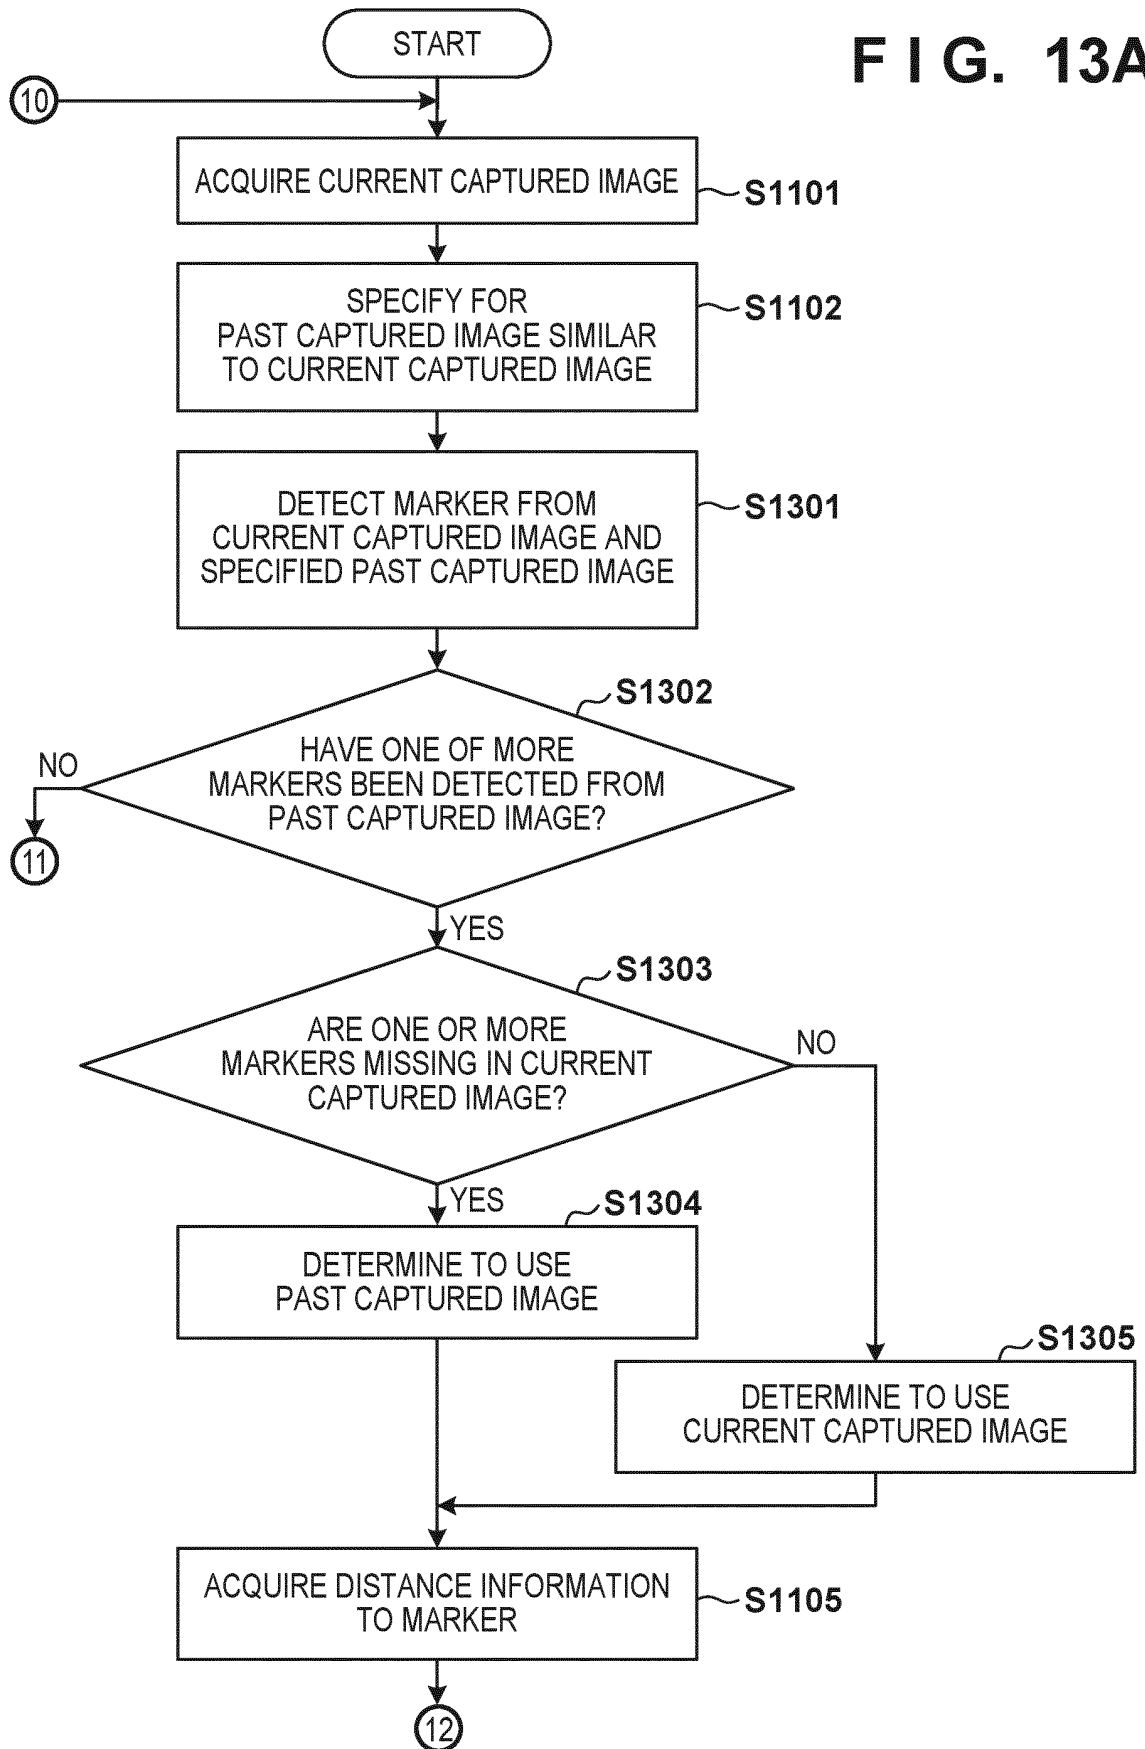 START
F I G. 13A
10
ACQUIRE CURRENT CAPTURED IMAGE
S1101
SPECIFY FOR
PAST CAPTURED IMAGE SIMILAR
TO CURRENT CAPTURED IMAGE
S1102
DETECT MARKER FROM
CURRENT CAPTURED IMAGE AND
SPECIFIED PAST CAPTURED IMAGE
S1301
S1302
HAVE ONE OF MORE
MARKERS BEEN DETECTED FROM
PAST CAPTURED IMAGE?
NO
11
YES
S1303
ARE ONE OR MORE
MARKERS MISSING IN CURRENT
CAPTURED IMAGE?
NO
YES
S1304
DETERMINE TO USE
PAST CAPTURED IMAGE
S1305
DETERMINE TO USE
CURRENT CAPTURED IMAGE
ACQUIRE DISTANCE INFORMATION
TO MARKER
S1105
12